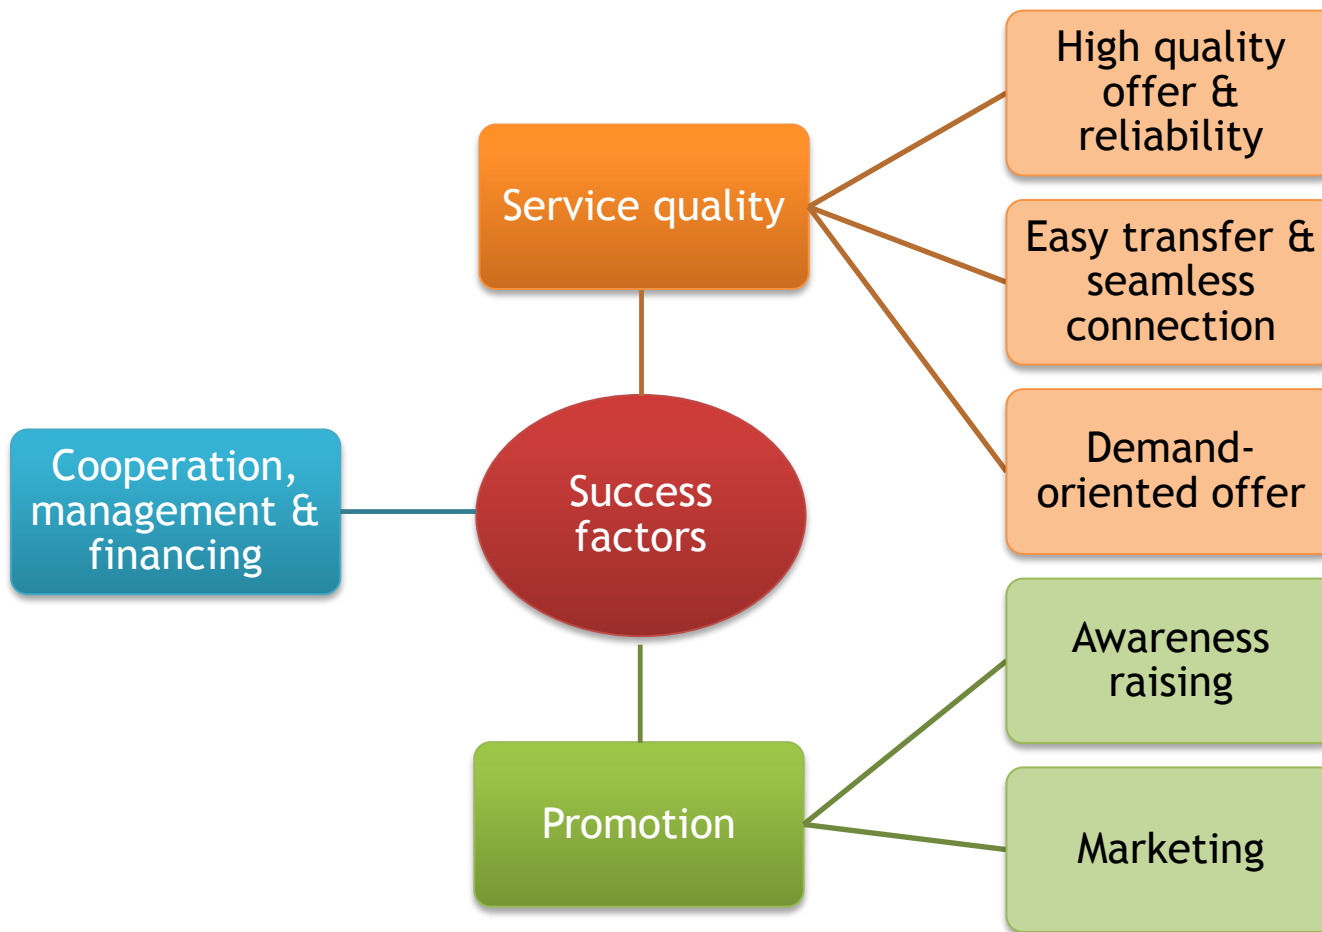 High quality
offer &
reliability
Service quality
Easy transfer &
seamless
connection
Demand-
oriented offer
Cooperation,
management &
financing
Success
factors
Awareness
raising
Promotion
Marketing